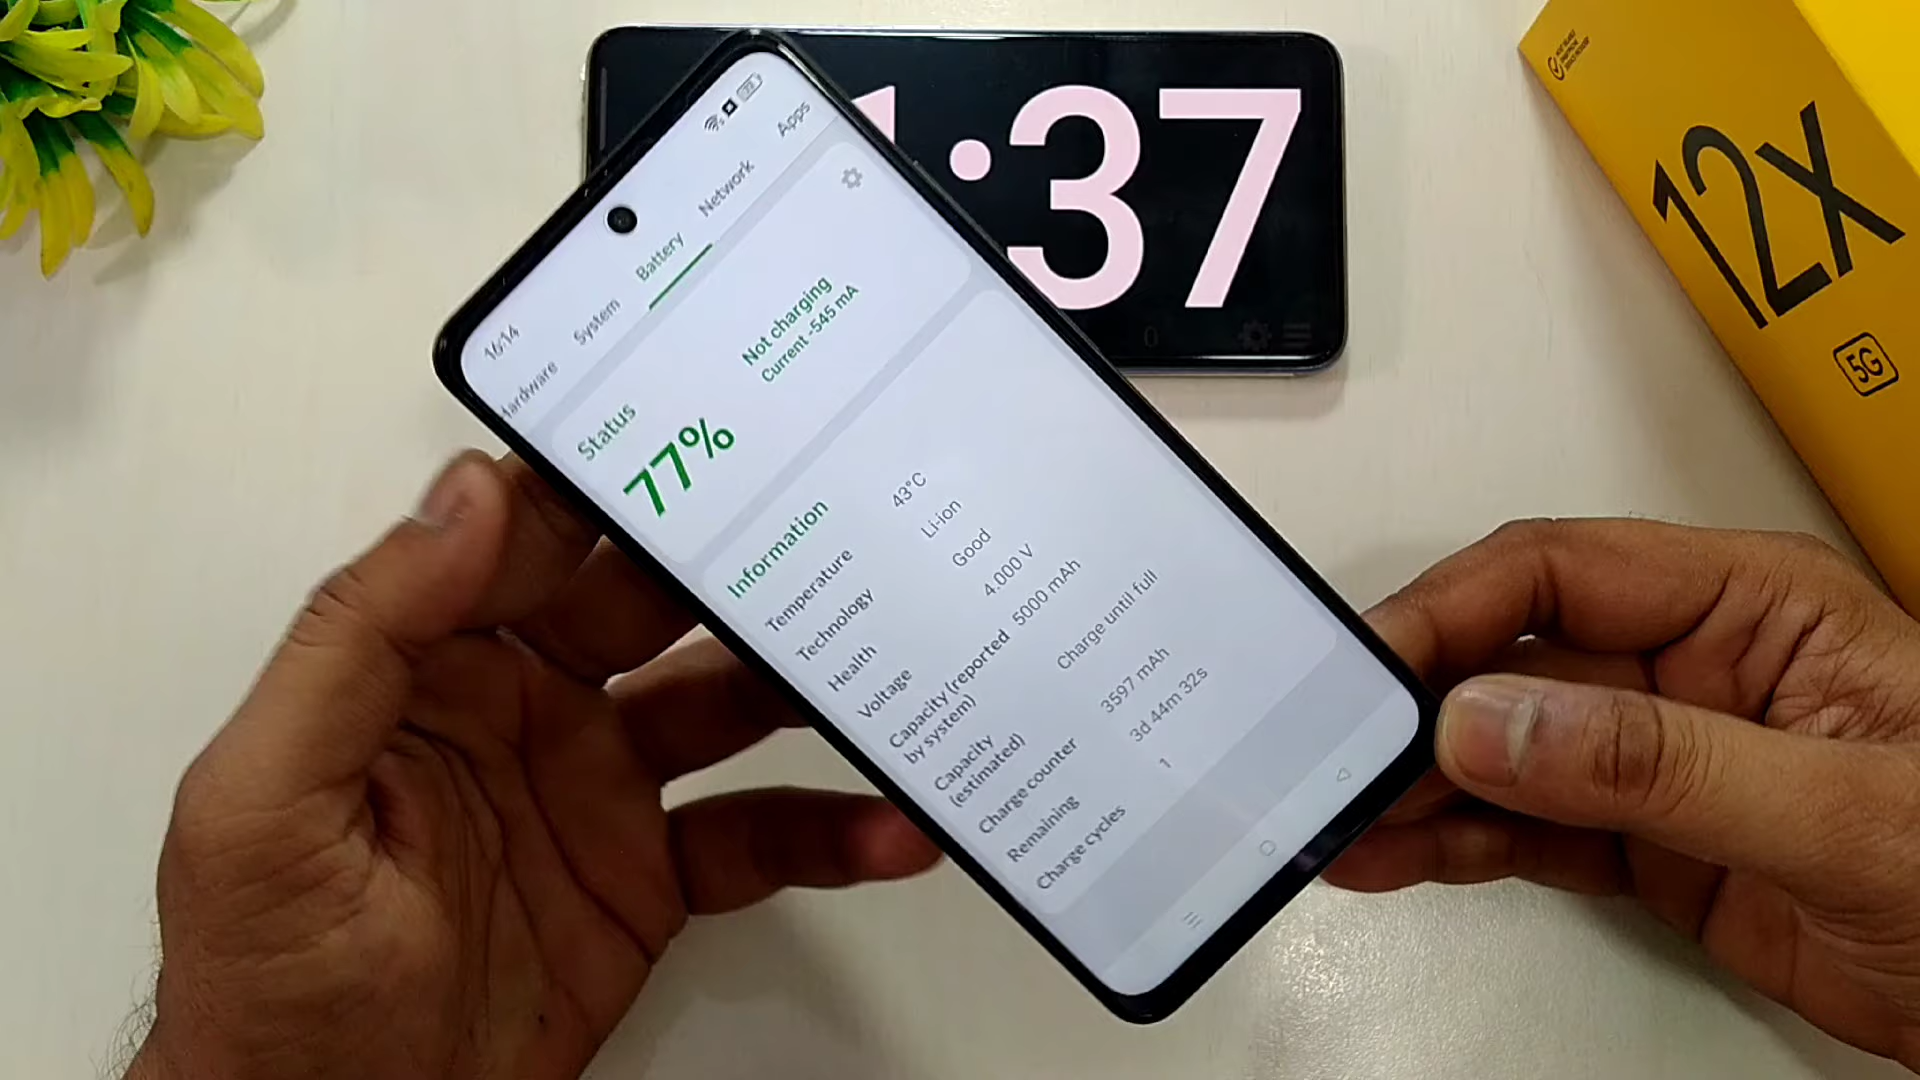 16:14
Hardware System Battery Network Apps
Status
77%
Not charging
Current -545 mA
Information
Temperature 43°C
Technology Li-ion
Health Good
Voltage 4.000 V
Capacity (reported by system) 5000 mAh
Capacity (estimated) Charge until full
Charge counter 3597 mAh
Remaining 3d 44m 32s
Charge cycles 1
:37
0
12x
5G